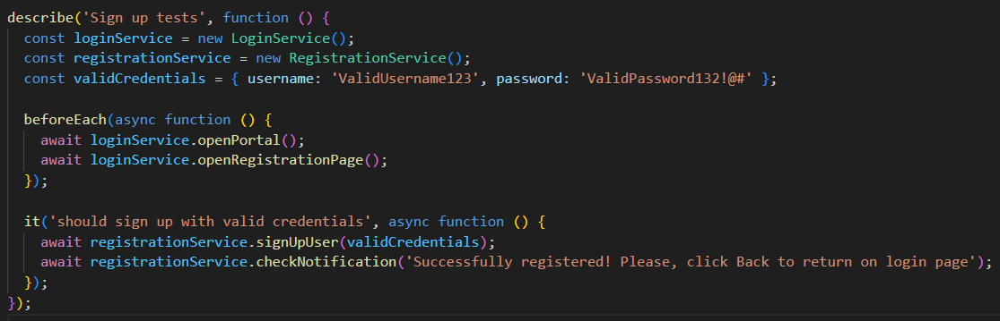 describe('Sign up tests', function () {
  const loginService = new LoginService();
  const registrationService = new RegistrationService();
  const validCredentials = { username: 'ValidUsername123', password: 'ValidPassword132!@#' };

  beforeEach(async function () {
    await loginService.openPortal();
    await loginService.openRegistrationPage();
  });

  it('should sign up with valid credentials', async function () {
    await registrationService.signUpUser(validCredentials);
    await registrationService.checkNotification('Successfully registered! Please, click Back to return on login page');
  });
});